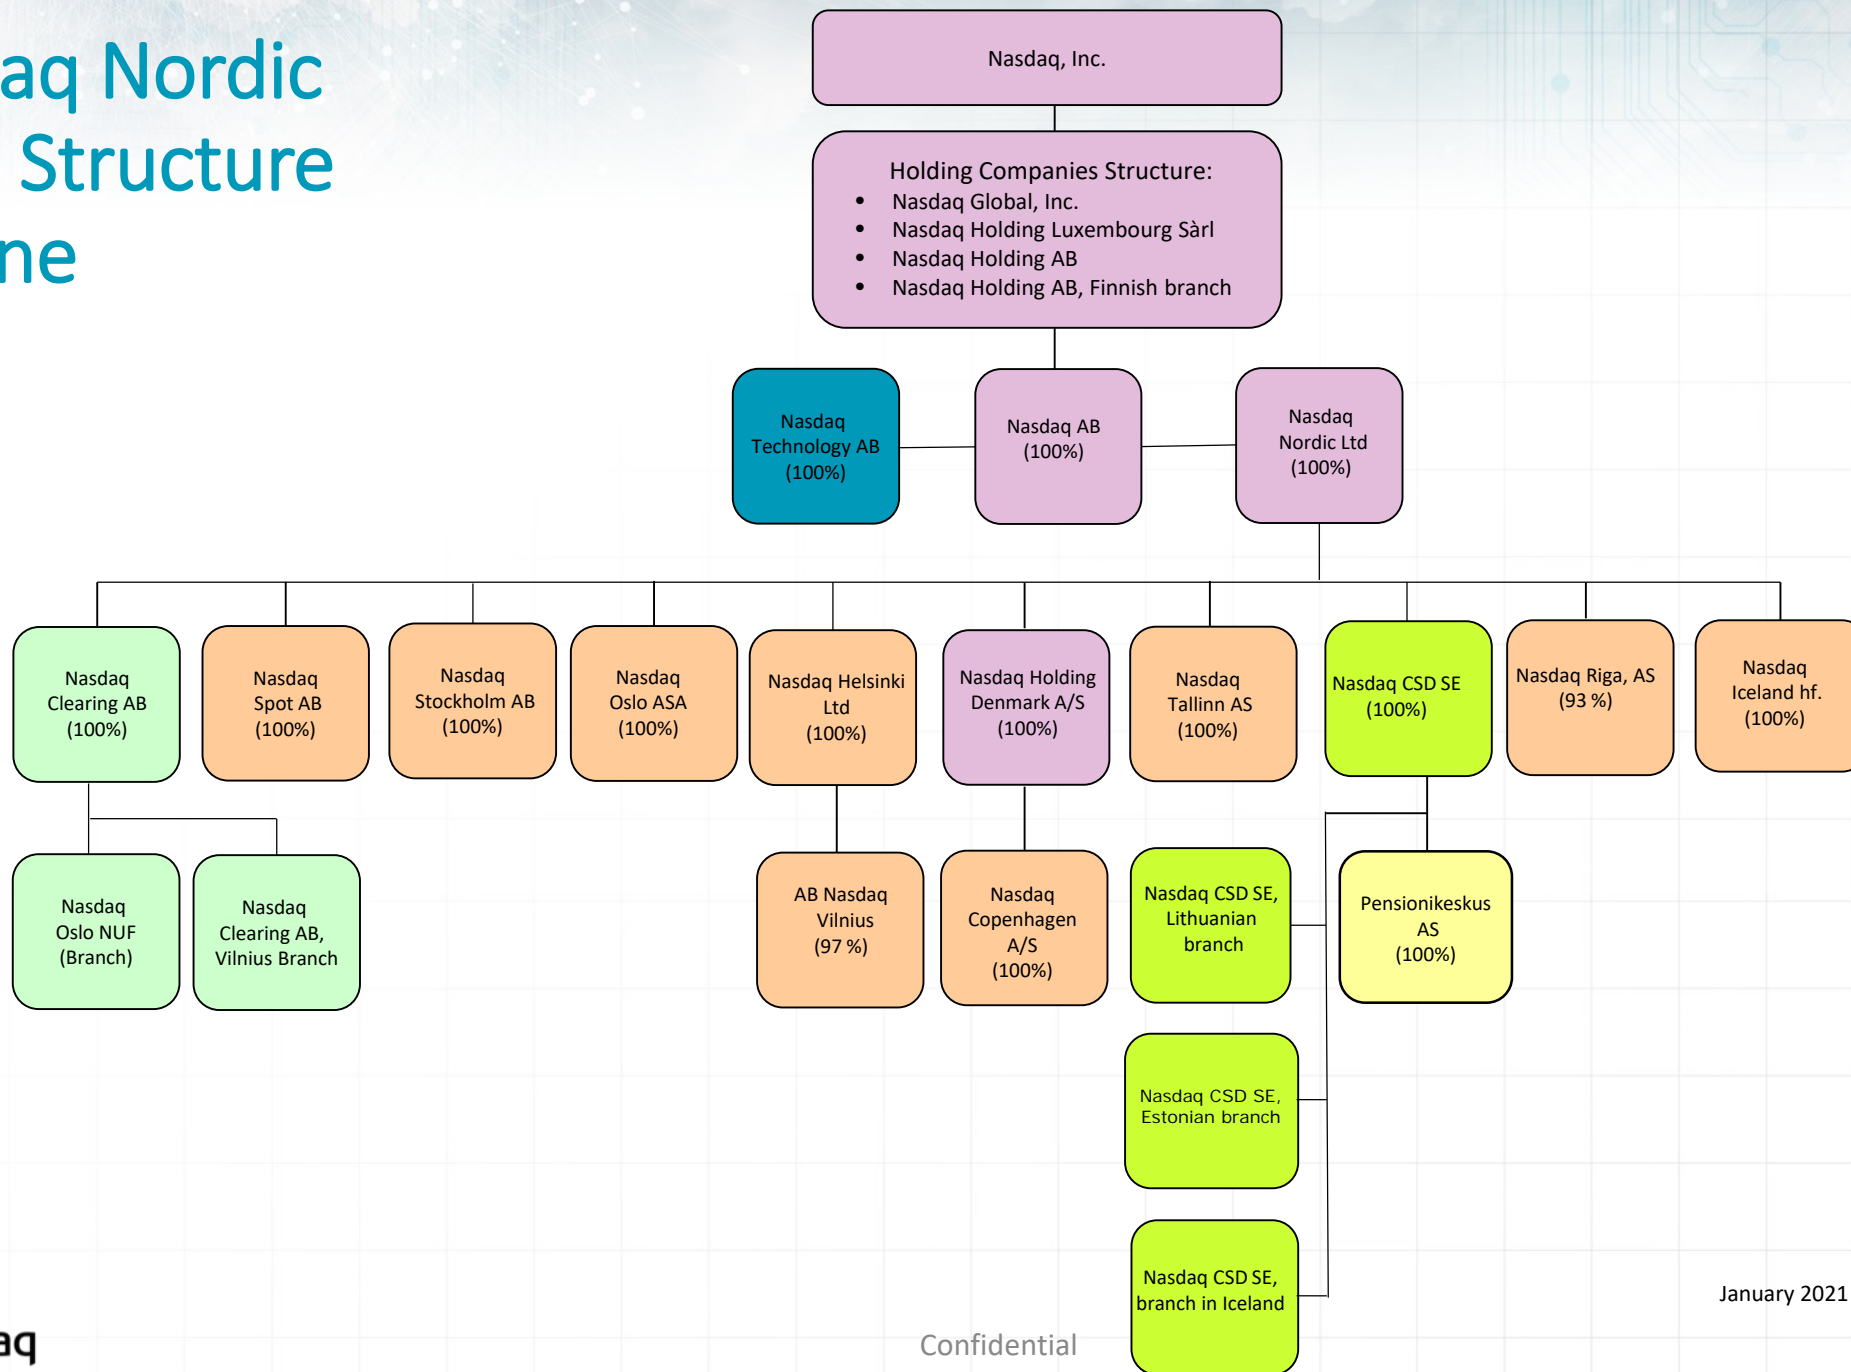 aq Nordic
Structure
ne
Nasdaq, Inc.
Holding Companies Structure:
• Nasdaq Global, Inc.
• Nasdaq Holding Luxembourg Sàrl
• Nasdaq Holding AB
• Nasdaq Holding AB, Finnish branch
Nasdaq
Technology AB
(100%)
Nasdaq AB
(100%)
Nasdaq
Nordic Ltd
(100%)
Nasdaq
Clearing AB
(100%)
Nasdaq
Spot AB
(100%)
Nasdaq
Stockholm AB
(100%)
Nasdaq
Oslo ASA
(100%)
Nasdaq Helsinki
Ltd
(100%)
Nasdaq Holding
Denmark A/S
(100%)
Nasdaq
Tallinn AS
(100%)
Nasdaq CSD SE
(100%)
Nasdaq Riga, AS
(93 %)
Nasdaq
Iceland hf.
(100%)
Nasdaq
Oslo NUF
(Branch)
Nasdaq
Clearing AB,
Vilnius Branch
AB Nasdaq
Vilnius
(97 %)
Nasdaq
Copenhagen
A/S
(100%)
Nasdaq CSD SE,
Lithuanian
branch
Pensionikeskus
AS
(100%)
Nasdaq CSD SE,
Estonian branch
Nasdaq CSD SE,
branch in Iceland
January 2021
aq
Confidential